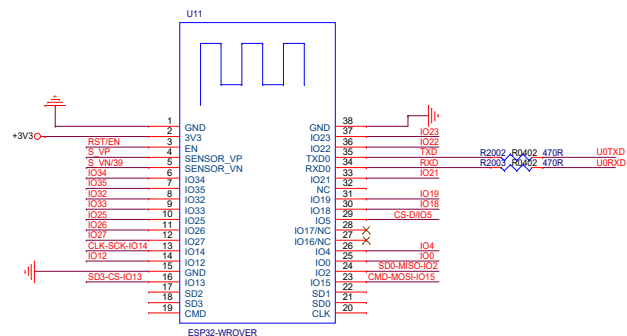 U11
1 GND GND 38
+3V3 2 3V3 IO23 37 IO23
RST/EN 3 EN IO22 36 IO22
S_VP 4 SENSOR_VP TXD0 35 TXD R2002 R0402 470R U0TXD
S_VN/39 5 SENSOR_VN RXD0 34 RXD R2003 R0402 470R U0RXD
IO34 6 IO34 IO21 33 IO21
IO35 7 IO35 NC 32
IO32 8 IO32 IO19 31 IO19
IO33 9 IO33 IO18 30 IO18
IO25 10 IO25 IO5 29 CS-D/IO5
IO26 11 IO26 IO17/NC 28
IO27 12 IO27 IO16/NC 27
CLK-SCK-IO14 13 IO14 IO4 26 IO4
IO12 14 IO12 IO0 25 IO0
15 GND IO2 24 SD0-MISO-IO2
SD3-CS-IO13 16 IO13 IO15 23 CMD-MOSI-IO15
17 SD2 SD1 22
18 SD3 SD0 21
19 CMD CLK 20
ESP32-WROVER